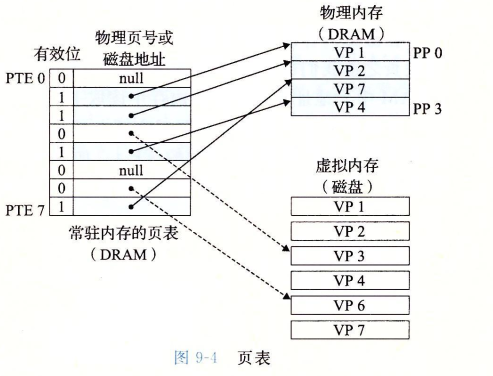 物理页号或
磁盘地址
有效位
PTE 0 0 null
1
1
0
1
0 null
0
PTE 7 1
常驻内存的页表
（DRAM）
物理内存
（DRAM）
VP 1 PP 0
VP 2
VP 7
VP 4 PP 3
虚拟内存
（磁盘）
VP 1
VP 2
VP 3
VP 4
VP 6
VP 7
图 9-4 页表